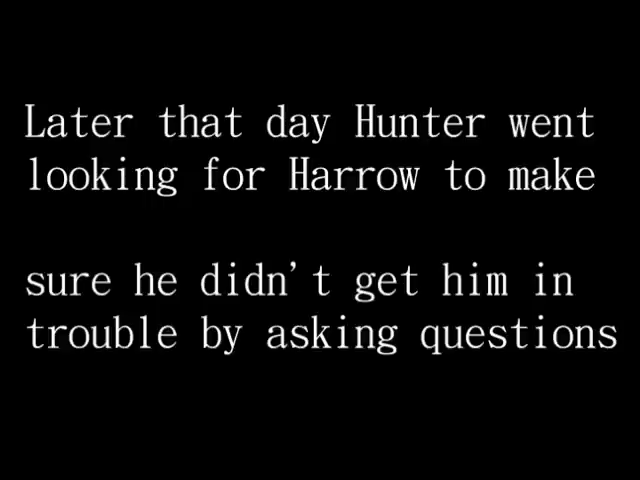 Later that day Hunter went
looking for Harrow to make
sure he didn't get him in
trouble by asking questions